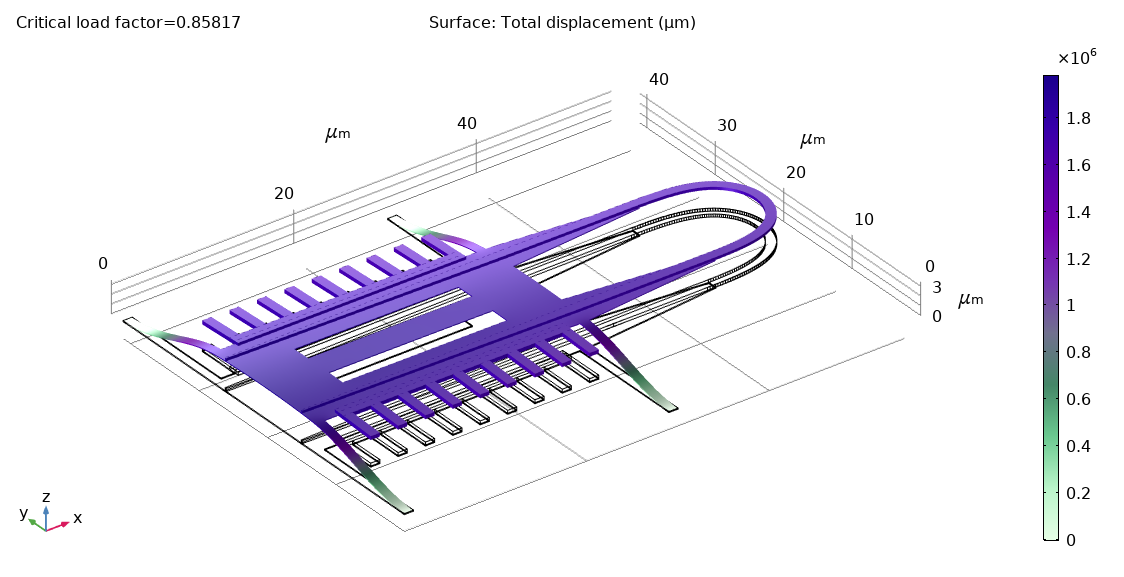 Critical load factor=0.85817
Surface: Total displacement (µm)
×10⁶
40
µm
40
30
µm
20
20
10
0
0
3
µm
0
1.8
1.6
1.4
1.2
1
0.8
0.6
0.4
0.2
0
z
y
x